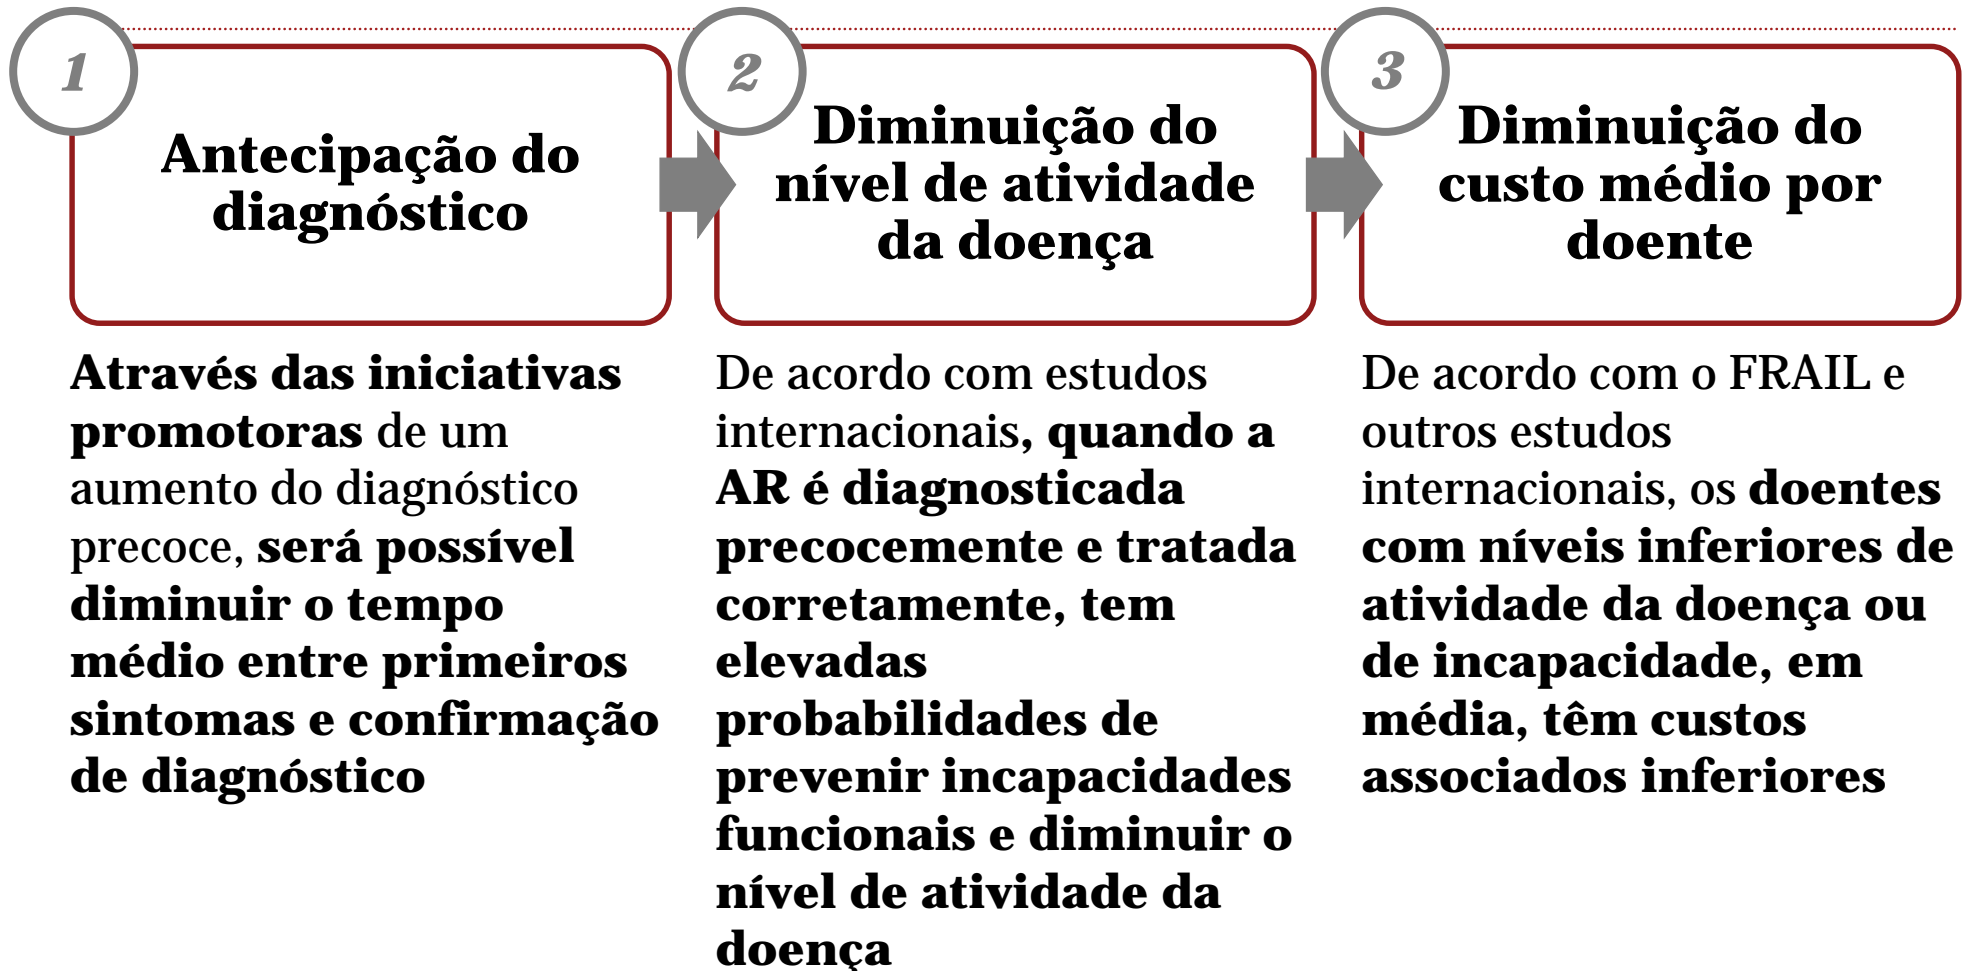 1
Antecipação do
diagnóstico
2
Diminuição do
nível de atividade
da doença
3
Diminuição do
custo médio por
doente
Através das iniciativas
promotoras de um
aumento do diagnóstico
precoce, será possível
diminuir o tempo
médio entre primeiros
sintomas e confirmação
de diagnóstico
De acordo com estudos
internacionais, quando a
AR é diagnosticada
precocemente e tratada
corretamente, tem
elevadas
probabilidades de
prevenir incapacidades
funcionais e diminuir o
nível de atividade da
doença
De acordo com o FRAIL e
outros estudos
internacionais, os doentes
com níveis inferiores de
atividade da doença ou
de incapacidade, em
média, têm custos
associados inferiores